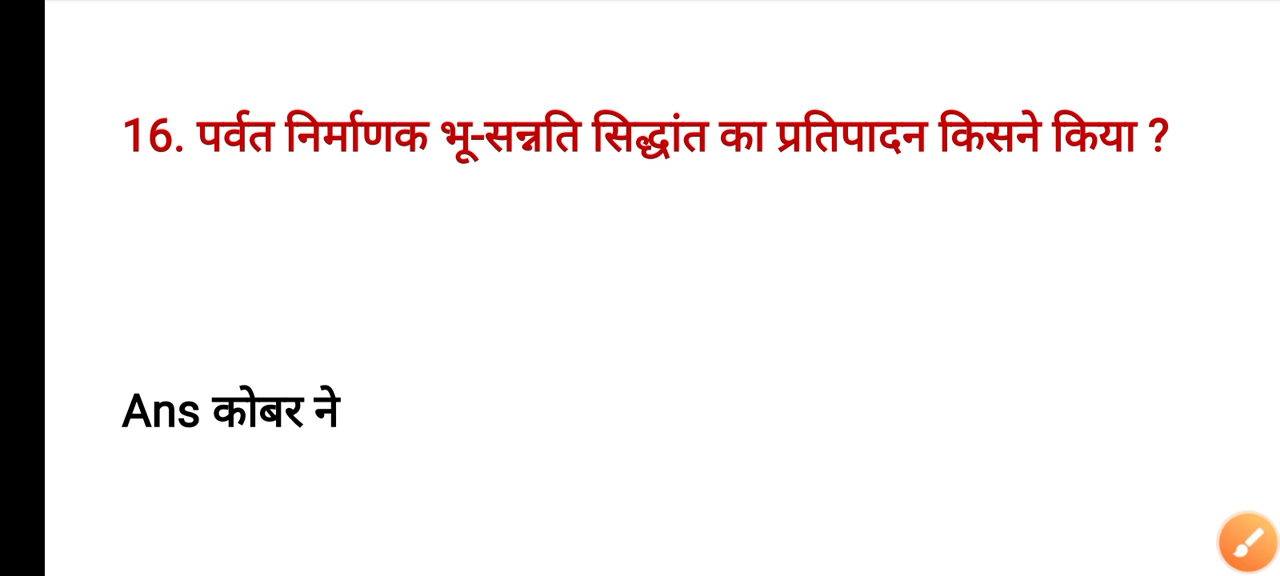 16. पर्वत निर्माणक भू-सन्नति सिद्धांत का प्रतिपादन किसने किया ?
Ans कोबर ने